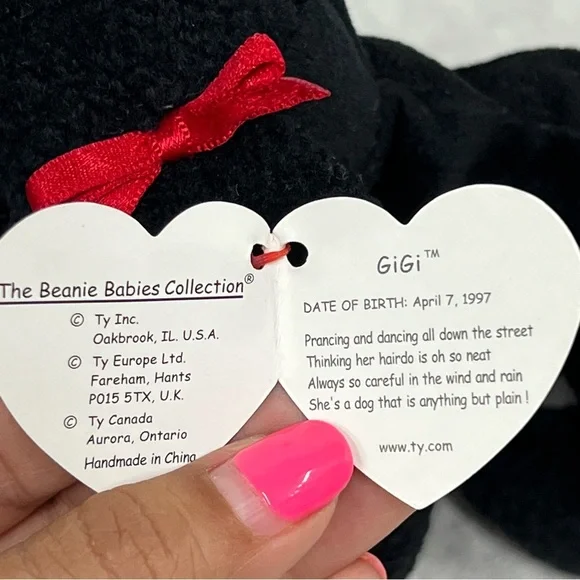 The Beanie Babies Collection®
© Ty Inc.
Oakbrook, IL. U.S.A.
© Ty Europe Ltd.
Fareham, Hants
P015 5TX, U.K.
© Ty Canada
Aurora, Ontario
Handmade in China
GiGi™
DATE OF BIRTH: April 7, 1997
Prancing and dancing all down the street
Thinking her hairdo is oh so neat
Always so careful in the wind and rain
She's a dog that is anything but plain !
www.ty.com